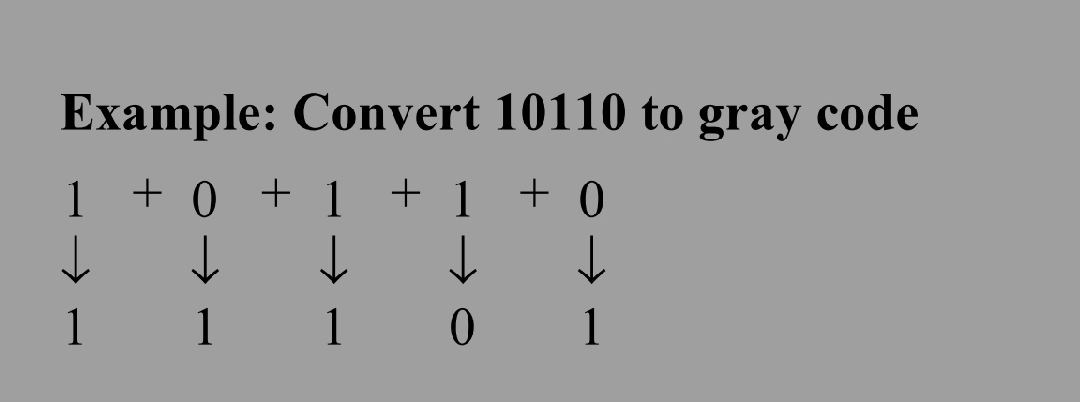 Example: Convert 10110 to gray code
1 + 0 + 1 + 1 + 0
↓ ↓ ↓ ↓ ↓
1 1 1 0 1